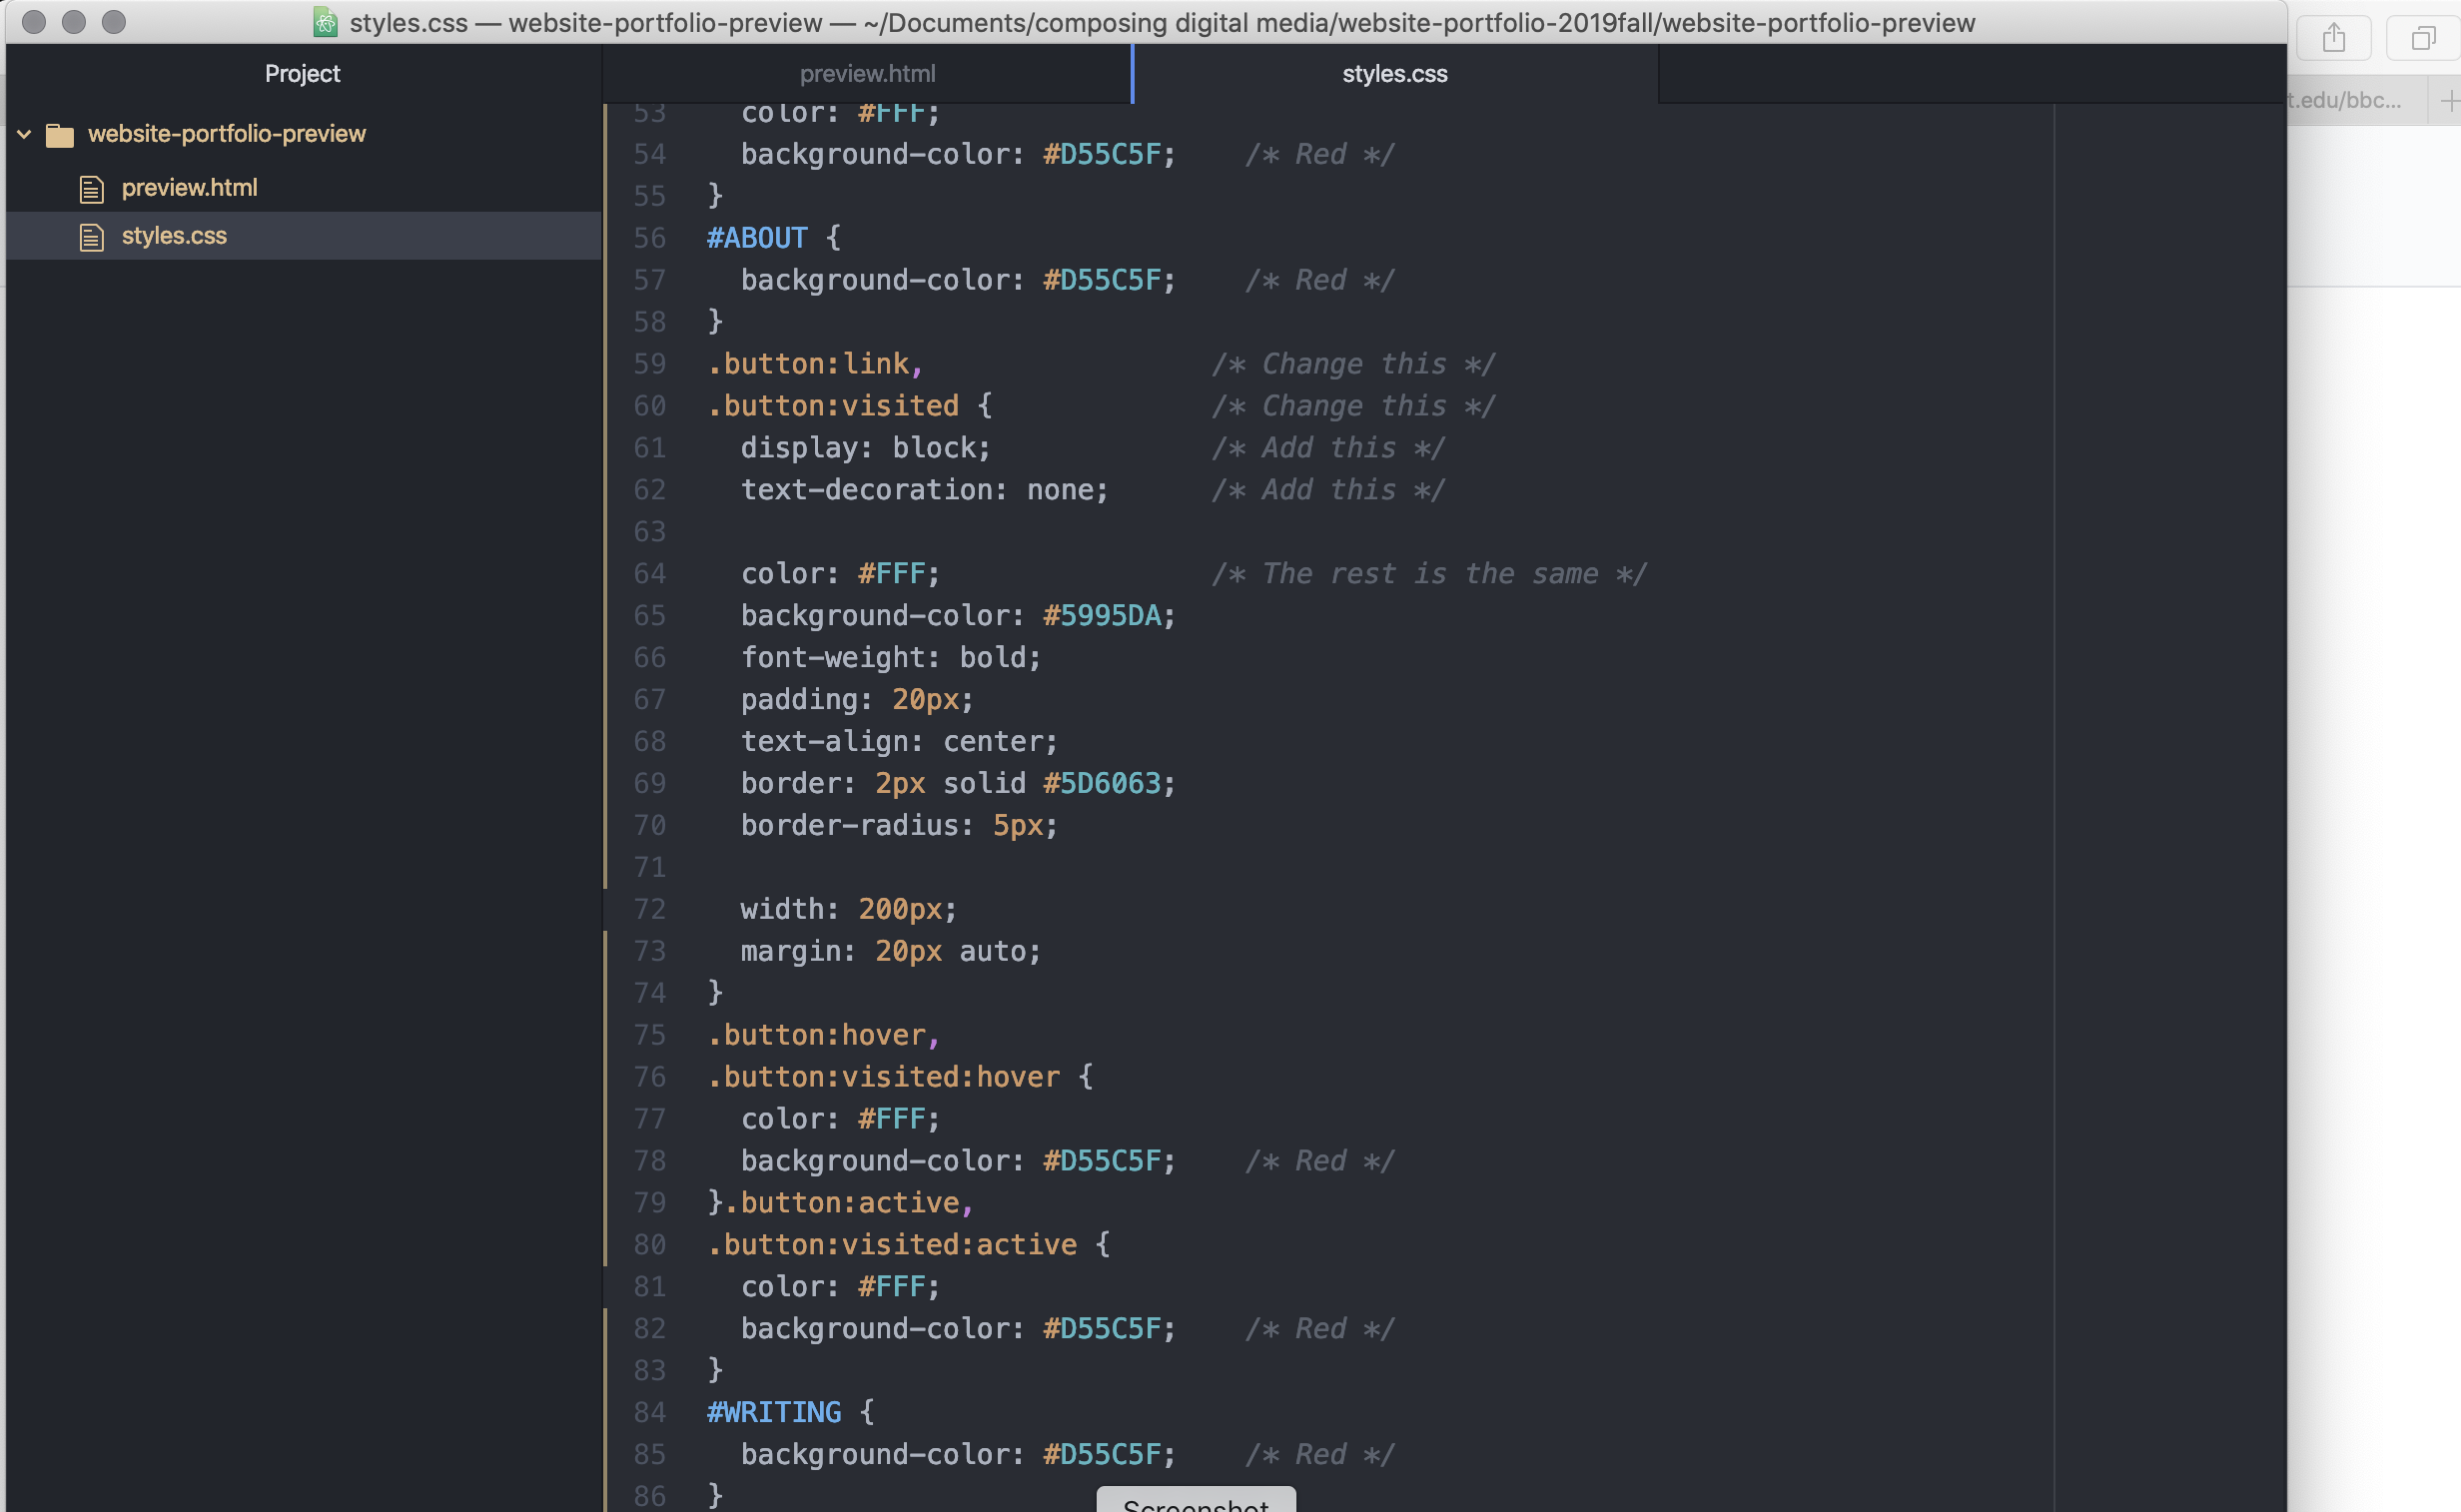 styles.css — website-portfolio-preview — ~/Documents/composing digital media/website-portfolio-2019fall/website-portfolio-preview
Project
preview.html
styles.css
t.edu/bbc...
website-portfolio-preview
preview.html
styles.css
53 color: #FFF;
54 background-color: #D55C5F; /* Red */
55 }
56 #ABOUT {
57 background-color: #D55C5F; /* Red */
58 }
59 .button:link, /* Change this */
60 .button:visited { /* Change this */
61 display: block; /* Add this */
62 text-decoration: none; /* Add this */
63
64 color: #FFF; /* The rest is the same */
65 background-color: #5995DA;
66 font-weight: bold;
67 padding: 20px;
68 text-align: center;
69 border: 2px solid #5D6063;
70 border-radius: 5px;
71
72 width: 200px;
73 margin: 20px auto;
74 }
75 .button:hover,
76 .button:visited:hover {
77 color: #FFF;
78 background-color: #D55C5F; /* Red */
79 }.button:active,
80 .button:visited:active {
81 color: #FFF;
82 background-color: #D55C5F; /* Red */
83 }
84 #WRITING {
85 background-color: #D55C5F; /* Red */
86 }
Screenshot